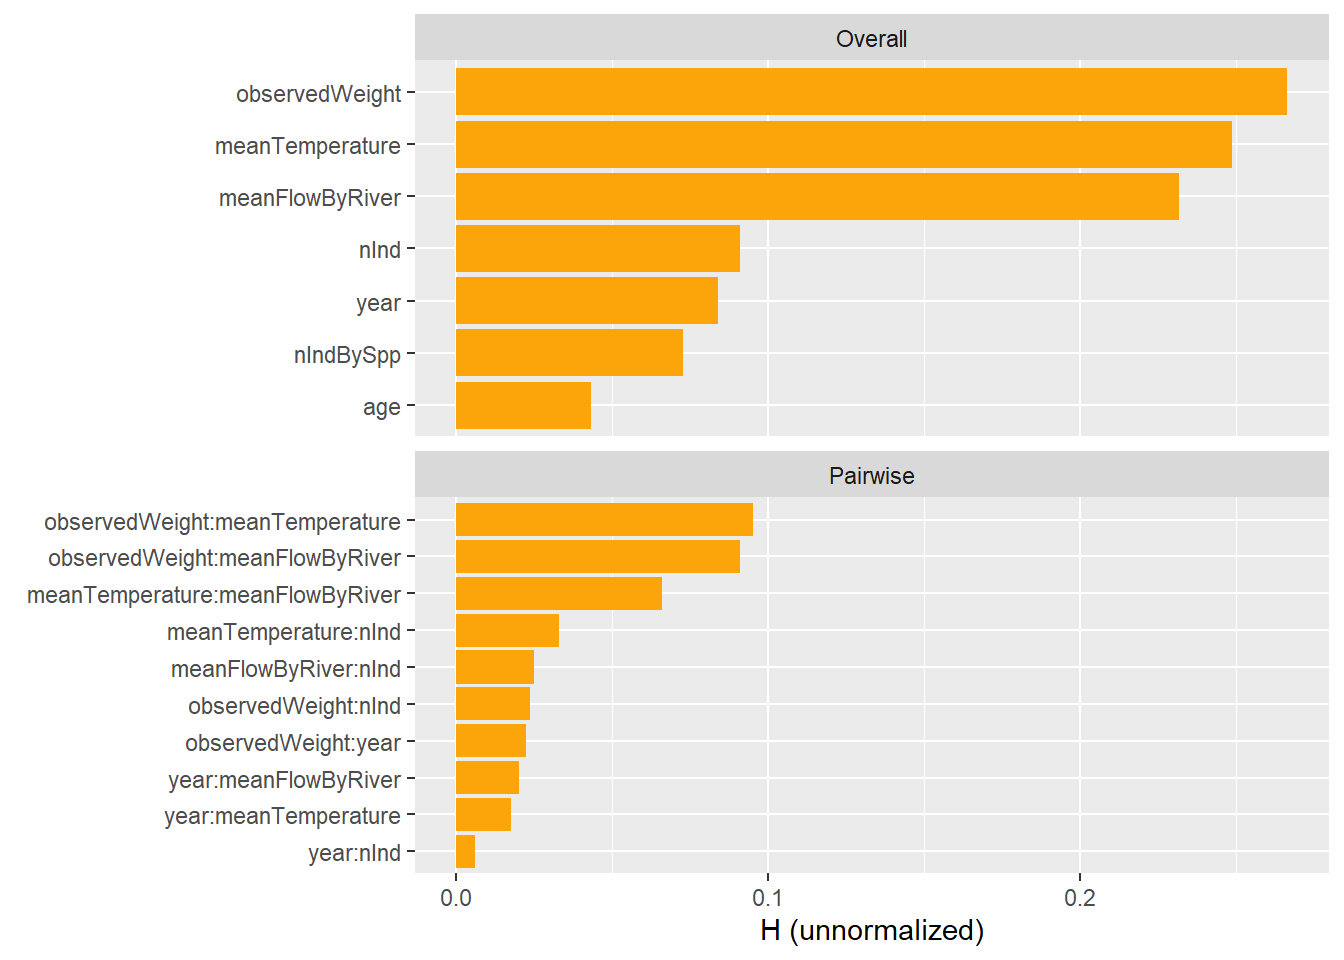 Overall
observedWeight
meanTemperature
meanFlowByRiver
nInd
year
nIndBySpp
age
Pairwise
observedWeight:meanTemperature
observedWeight:meanFlowByRiver
meanTemperature:meanFlowByRiver
meanTemperature:nInd
meanFlowByRiver:nInd
observedWeight:nInd
observedWeight:year
year:meanFlowByRiver
year:meanTemperature
year:nInd
0.0 0.1 0.2
H (unnormalized)